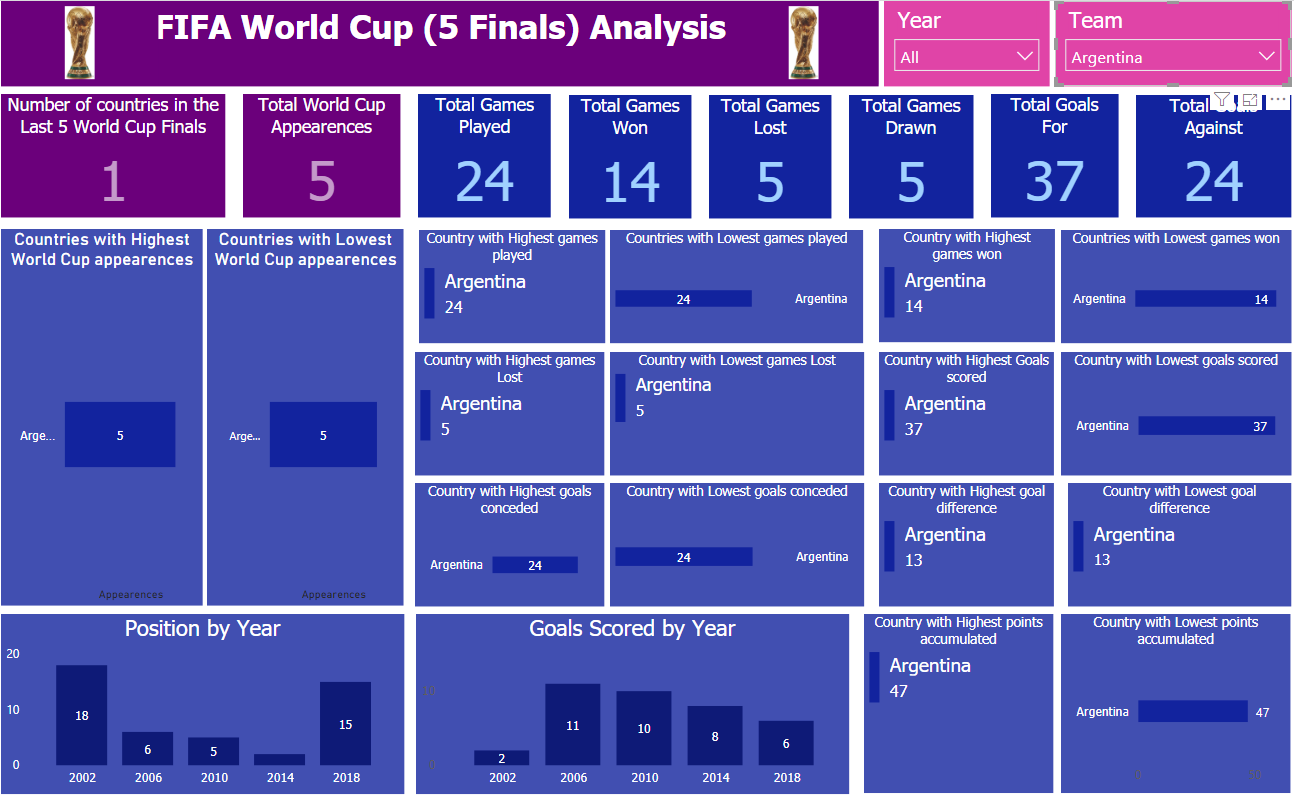 FIFA World Cup (5 Finals) Analysis
Year
All
Team
Argentina
Number of countries in the
Last 5 World Cup Finals
1
Total World Cup
Appearences
5
Total Games
Played
24
Total Games
Won
14
Total Games
Lost
5
Total Games
Drawn
5
Total Goals
For
37
Total Goals
Against
24
Countries with Highest
World Cup appearences
Arge...
5
Appearences
Countries with Lowest
World Cup appearences
Arge...
5
Appearences
Country with Highest games
played
Argentina
24
Countries with Lowest games played
24
Argentina
Country with Highest
games won
Argentina
14
Countries with Lowest games won
Argentina
14
Country with Highest games
Lost
Argentina
5
Country with Lowest games Lost
Argentina
5
Country with Highest Goals
scored
Argentina
37
Country with Lowest goals scored
Argentina
37
Country with Highest goals
conceded
Argentina
24
Country with Lowest goals conceded
24
Argentina
Country with Highest goal
difference
Argentina
13
Country with Lowest goal
difference
Argentina
13
Position by Year
20
10
0
18
6
5
15
2002
2006
2010
2014
2018
Goals Scored by Year
10
0
2
11
10
8
6
2002
2006
2010
2014
2018
Country with Highest points
accumulated
Argentina
47
Country with Lowest points
accumulated
Argentina
47
0
50